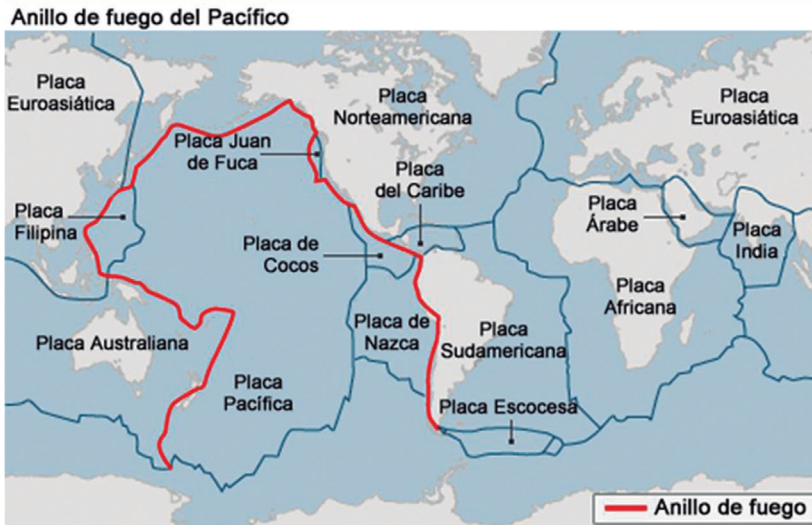 Anillo de fuego del Pacífico
Placa
Euroasiática
Placa
Norteamericana
Placa
Euroasiática
Placa Juan
de Fuca
Placa
del Caribe
Placa
Filipina
Placa
Árabe
Placa
India
Placa de
Cocos
Placa
Africana
Placa Australiana
Placa de
Nazca
Placa
Sudamericana
Placa
Pacífica
Placa Escocesa
Anillo de fuego